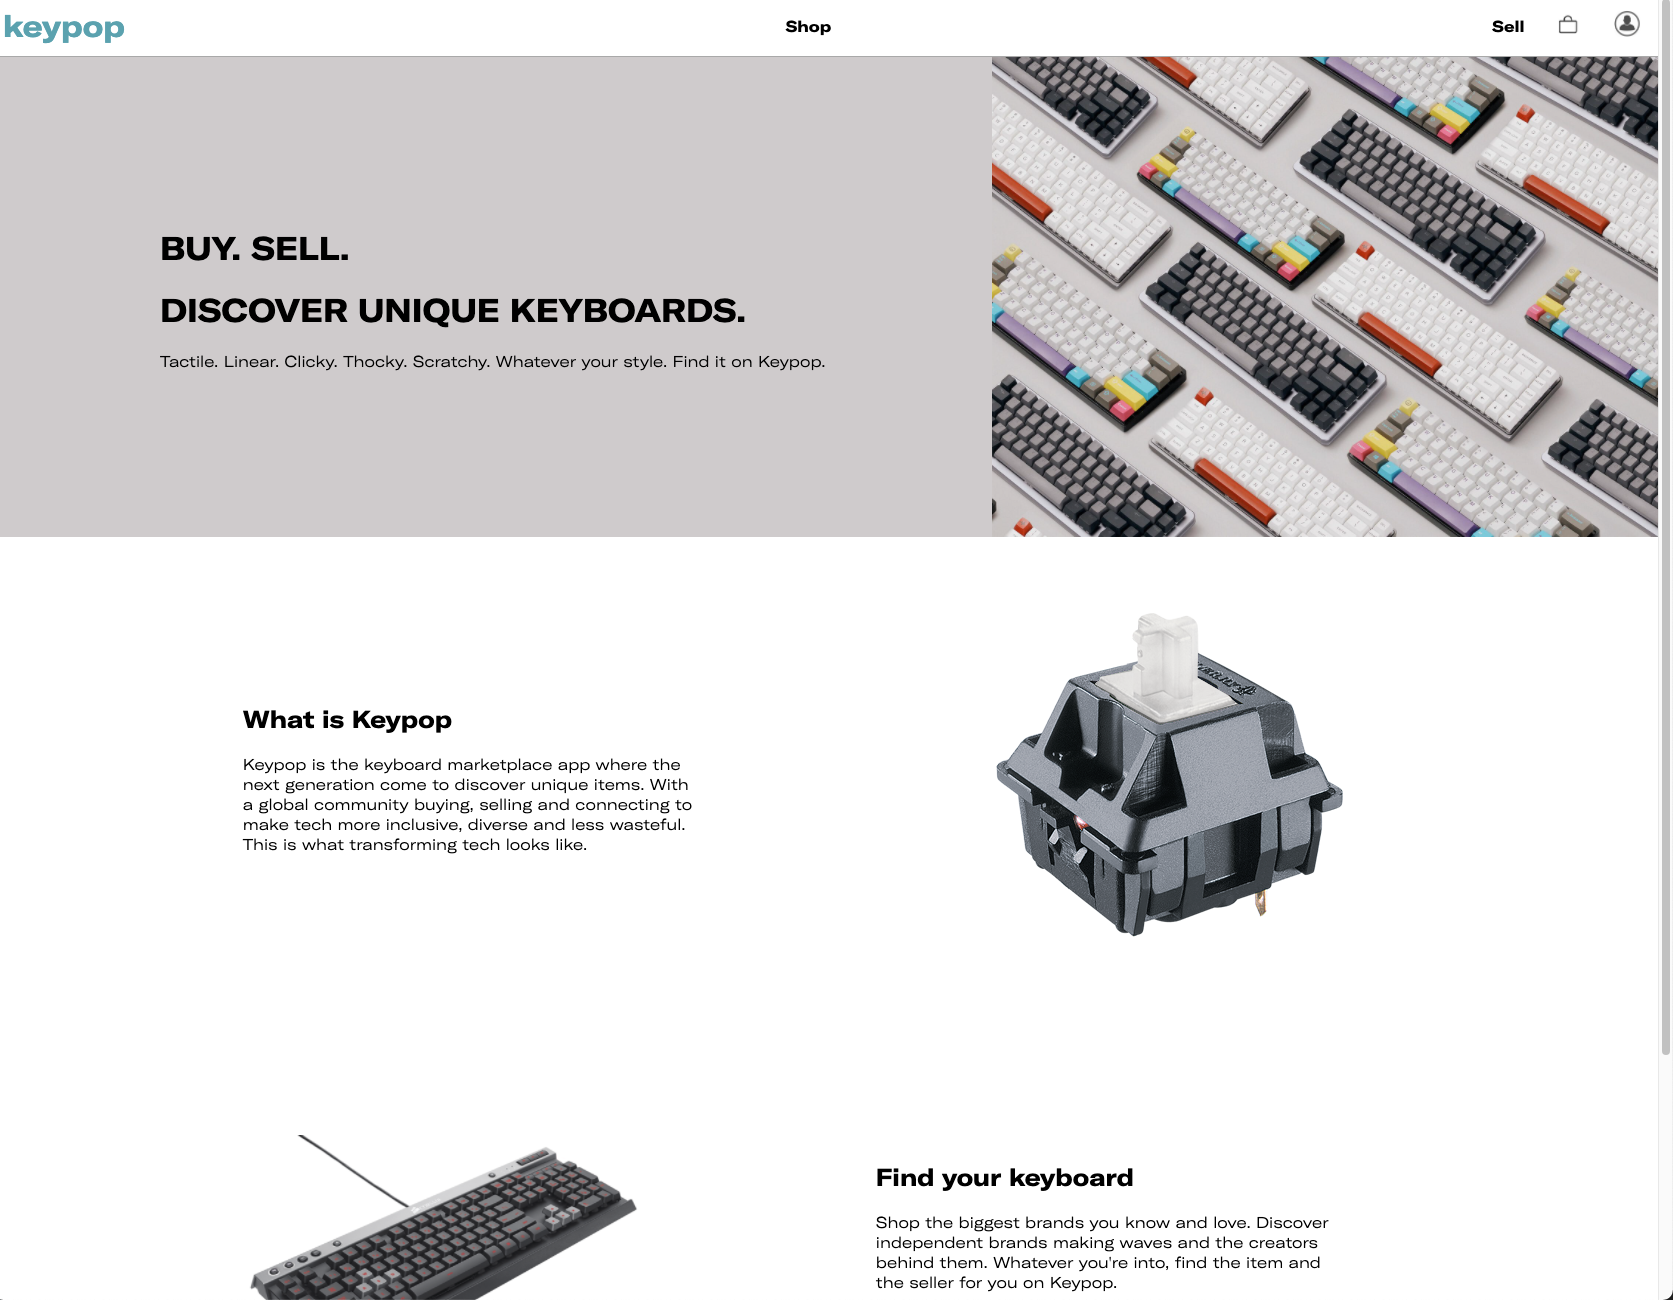 keypop
Shop
Sell
BUY. SELL.
DISCOVER UNIQUE KEYBOARDS.
Tactile. Linear. Clicky. Thocky. Scratchy. Whatever your style. Find it on Keypop.
What is Keypop
Keypop is the keyboard marketplace app where the
next generation come to discover unique items. With
a global community buying, selling and connecting to
make tech more inclusive, diverse and less wasteful.
This is what transforming tech looks like.
Find your keyboard
Shop the biggest brands you know and love. Discover
independent brands making waves and the creators
behind them. Whatever you're into, find the item and
the seller for you on Keypop.